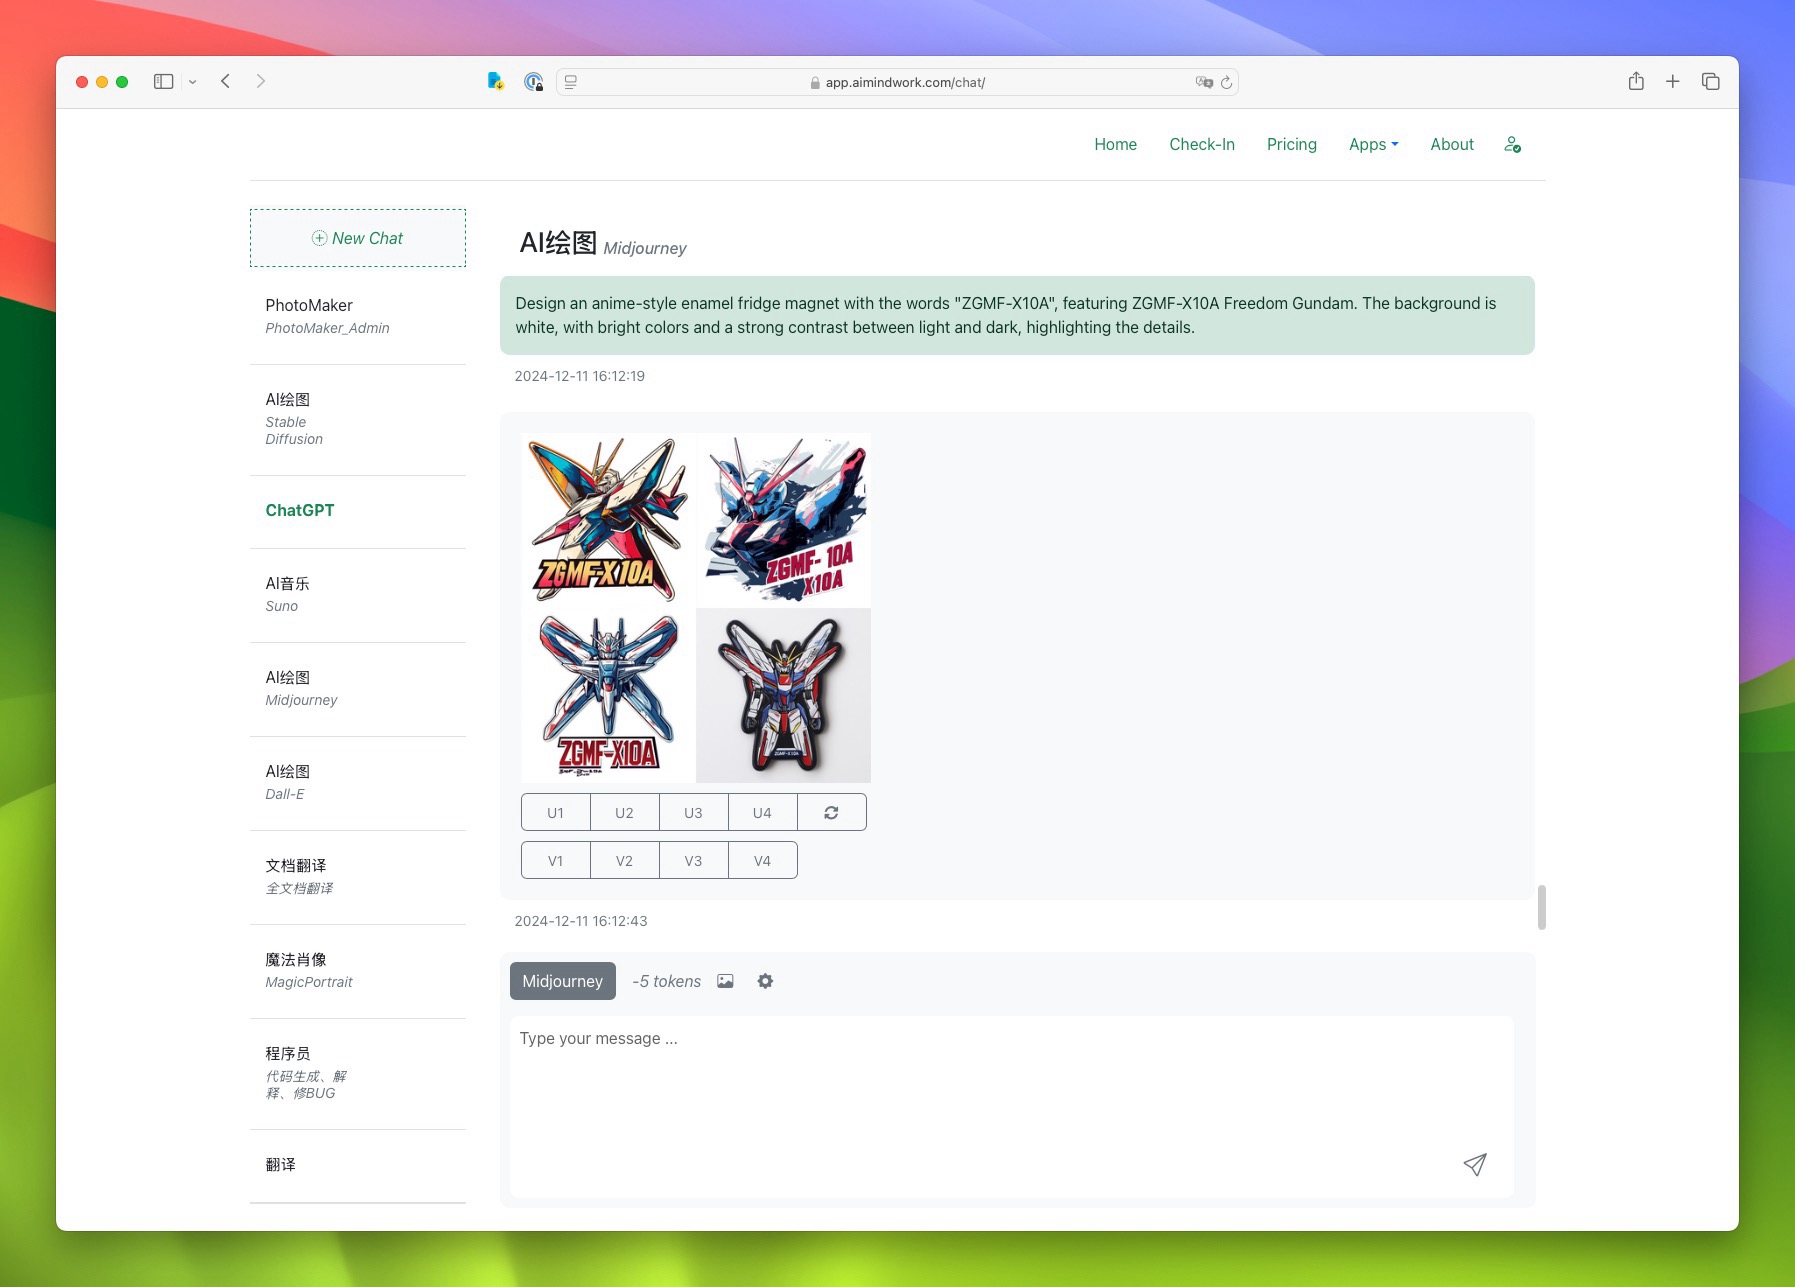 app.aimindwork.com/chat/
Home
Check-In
Pricing
Apps
About
New Chat
PhotoMaker
PhotoMaker_Admin
AI绘图
Stable
Diffusion
ChatGPT
AI音乐
Suno
AI绘图
Midjourney
AI绘图
Dall-E
文档翻译
全文档翻译
魔法肖像
MagicPortrait
程序员
代码生成、解
释、修BUG
翻译
AI绘图 Midjourney
Design an anime-style enamel fridge magnet with the words "ZGMF-X10A", featuring ZGMF-X10A Freedom Gundam. The background is
white, with bright colors and a strong contrast between light and dark, highlighting the details.
2024-12-11 16:12:19
ZGMF-X10A
ZGMF- 10A
X10A
ZGMF-X10A
ZGMF-X10A
U1
U2
U3
U4
V1
V2
V3
V4
2024-12-11 16:12:43
Midjourney
-5 tokens
Type your message ...